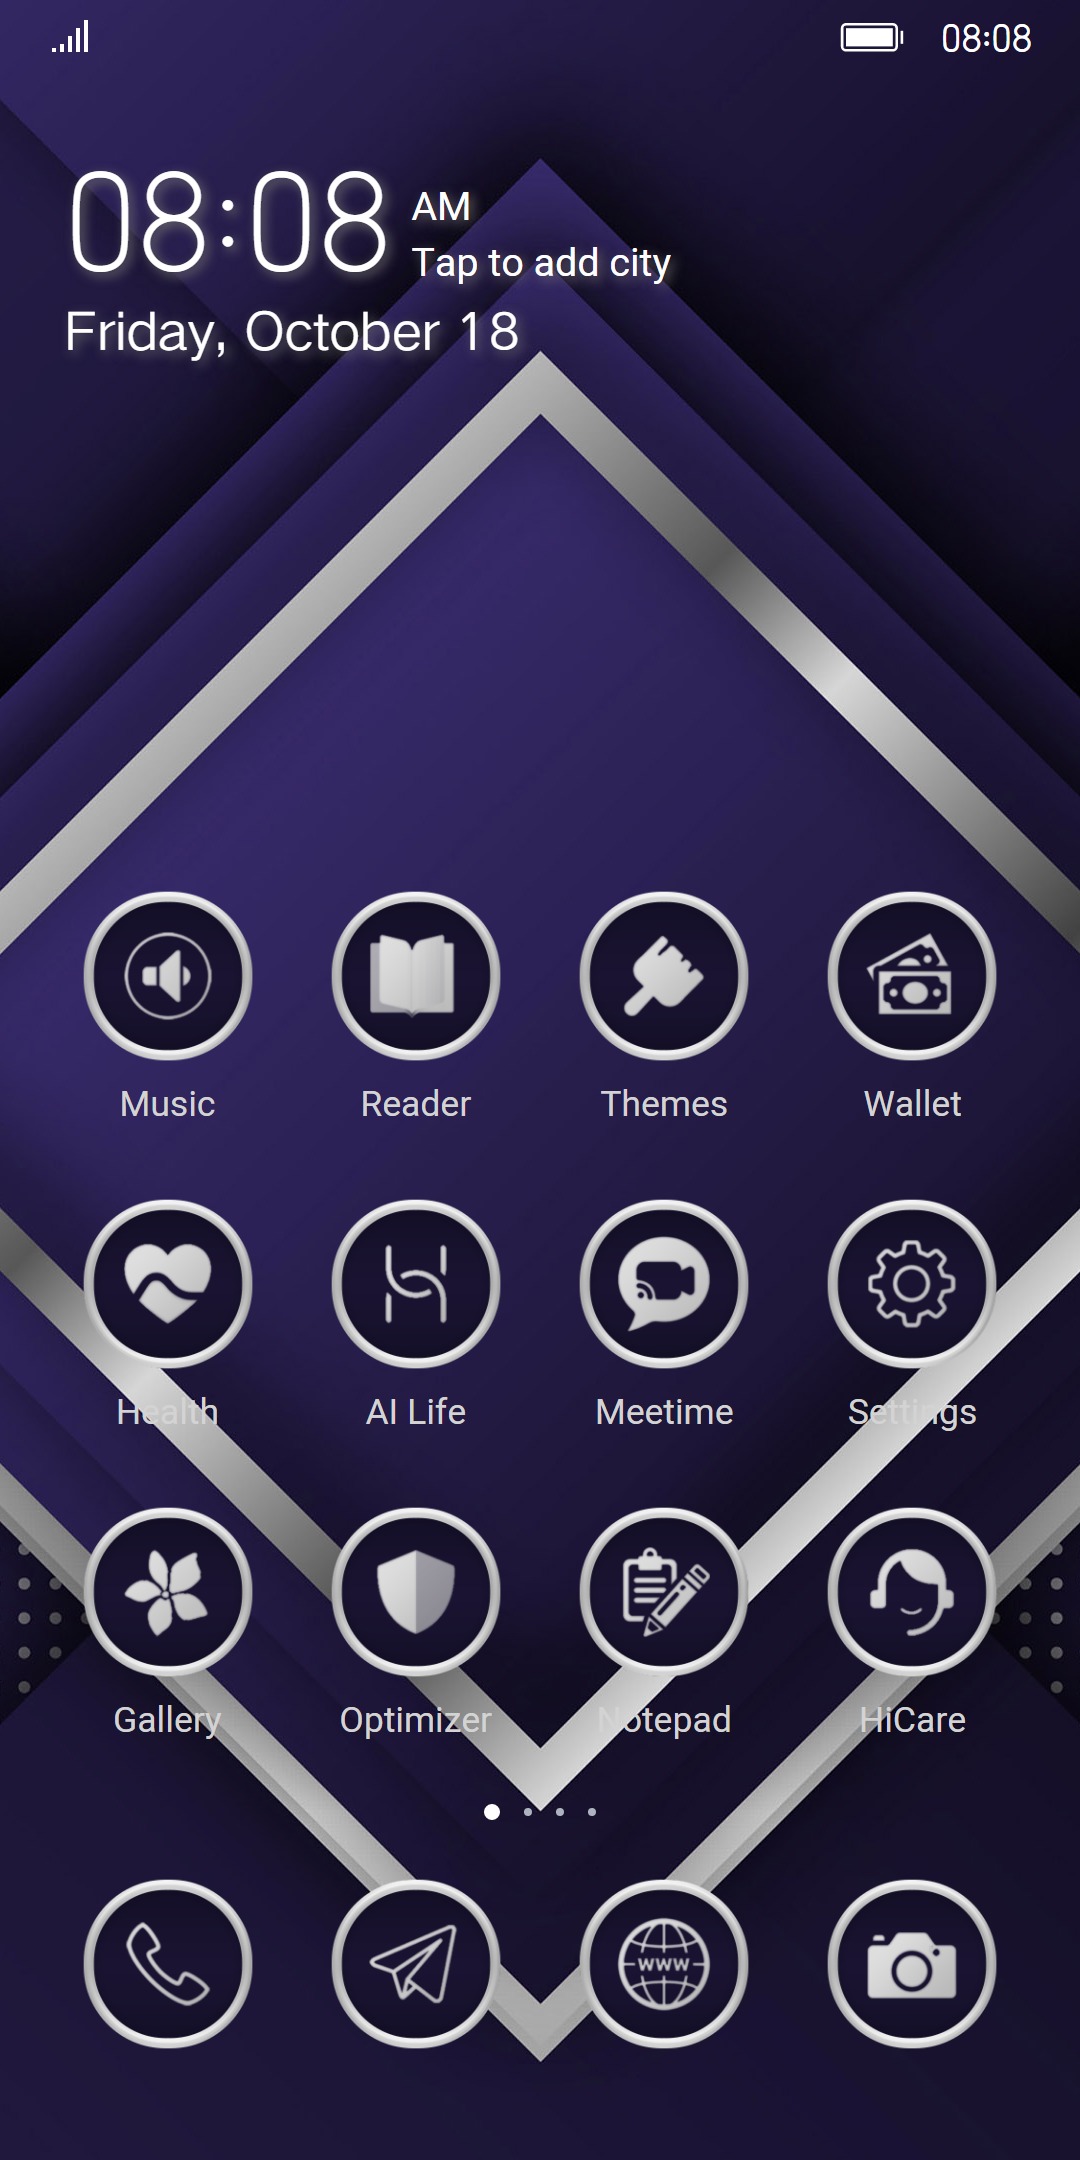 08:08
08:08 AM
Tap to add city
Friday, October 18
Music Reader Themes Wallet
Health AI Life Meetime Settings
Gallery Optimizer Notepad HiCare
WWW